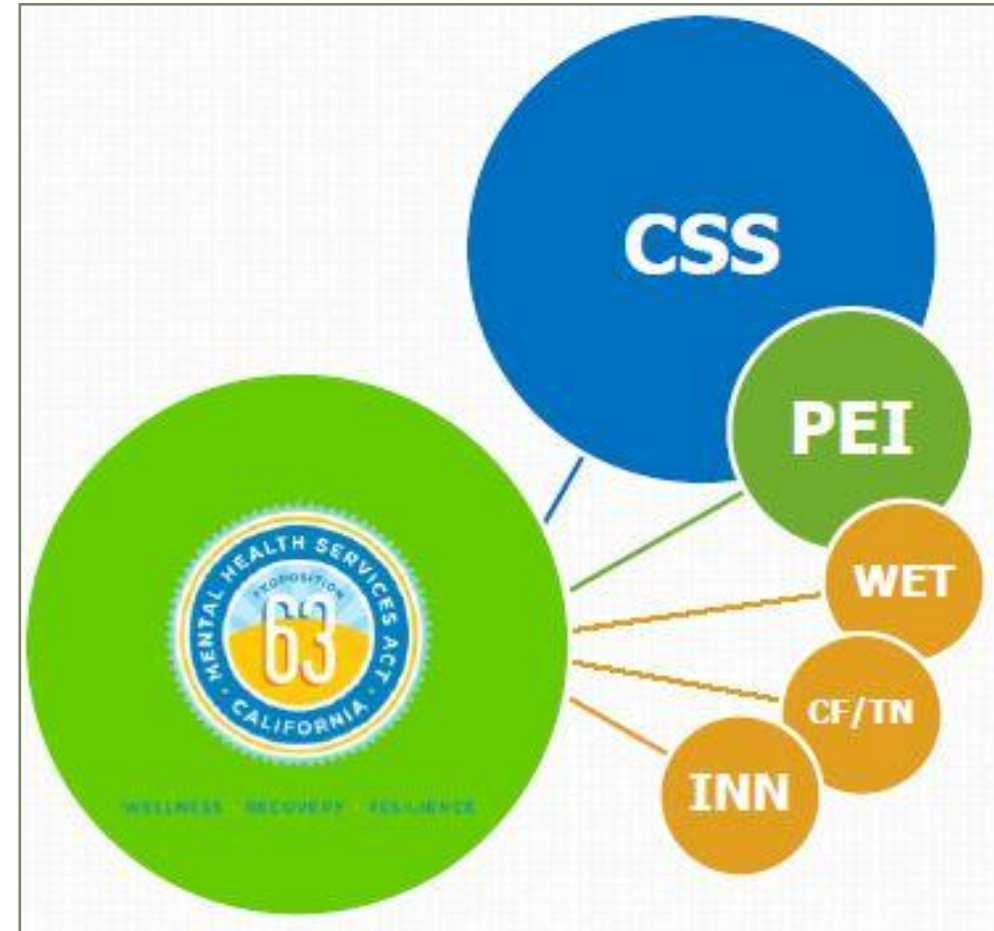 CSS
PEI
WET
CF/TN
INN
MENTAL HEALTH SERVICES ACT
PROPOSITION
63
CALIFORNIA
WELLNESS · RECOVERY · RESILIENCE